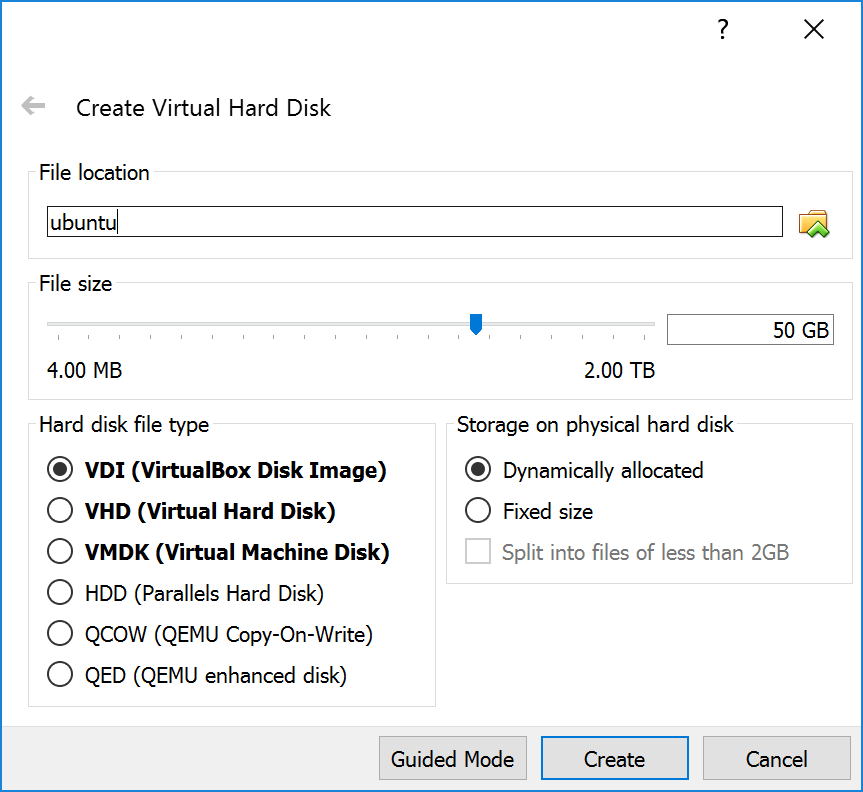 ?
Create Virtual Hard Disk
File location
ubuntu
File size
50 GB
4.00 MB 2.00 TB
Hard disk file type
VDI (VirtualBox Disk Image)
VHD (Virtual Hard Disk)
VMDK (Virtual Machine Disk)
HDD (Parallels Hard Disk)
QCOW (QEMU Copy-On-Write)
QED (QEMU enhanced disk)
Storage on physical hard disk
Dynamically allocated
Fixed size
Split into files of less than 2GB
Guided Mode Create Cancel